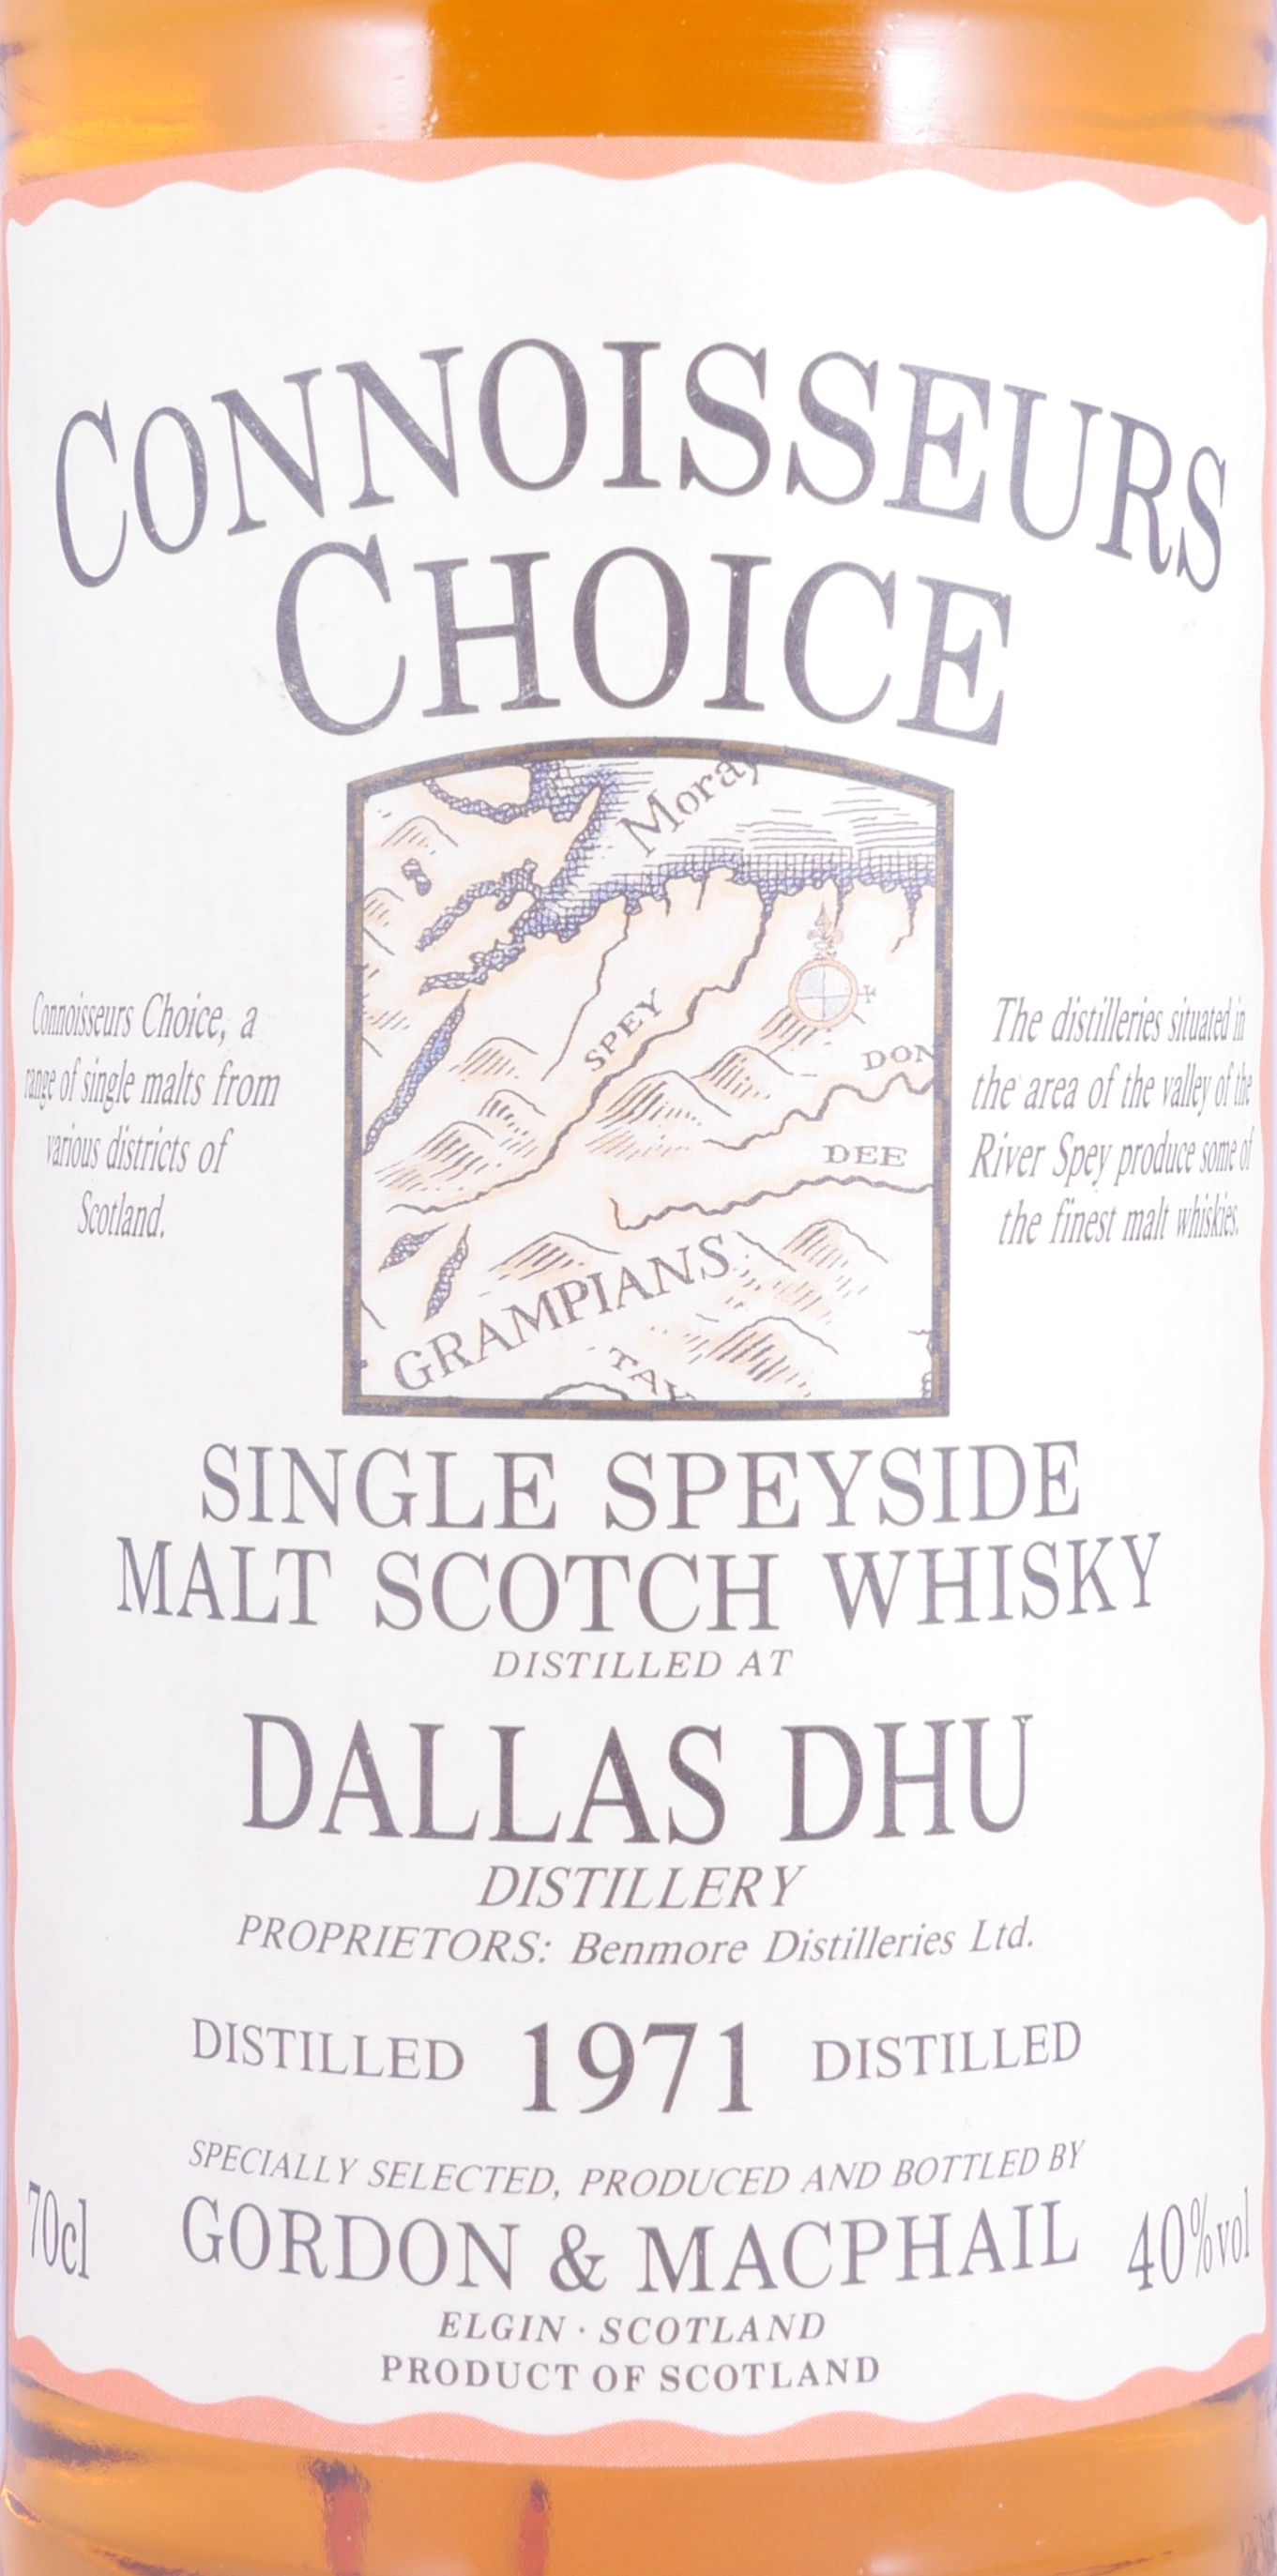 CONNOISSEURS
CHOICE
Moray
SPEY
DON
DEE
GRAMPIANS
TAY
Connoisseurs Choice, a
range of single malts from
various districts of
Scotland.
The distilleries situated in
the area of the valley of the
River Spey produce some of
the finest malt whiskies.
SINGLE SPEYSIDE
MALT SCOTCH WHISKY
DISTILLED AT
DALLAS DHU
DISTILLERY
PROPRIETORS: Benmore Distilleries Ltd.
DISTILLED 1971 DISTILLED
SPECIALLY SELECTED, PRODUCED AND BOTTLED BY
70cl GORDON & MACPHAIL 40%vol
ELGIN · SCOTLAND
PRODUCT OF SCOTLAND